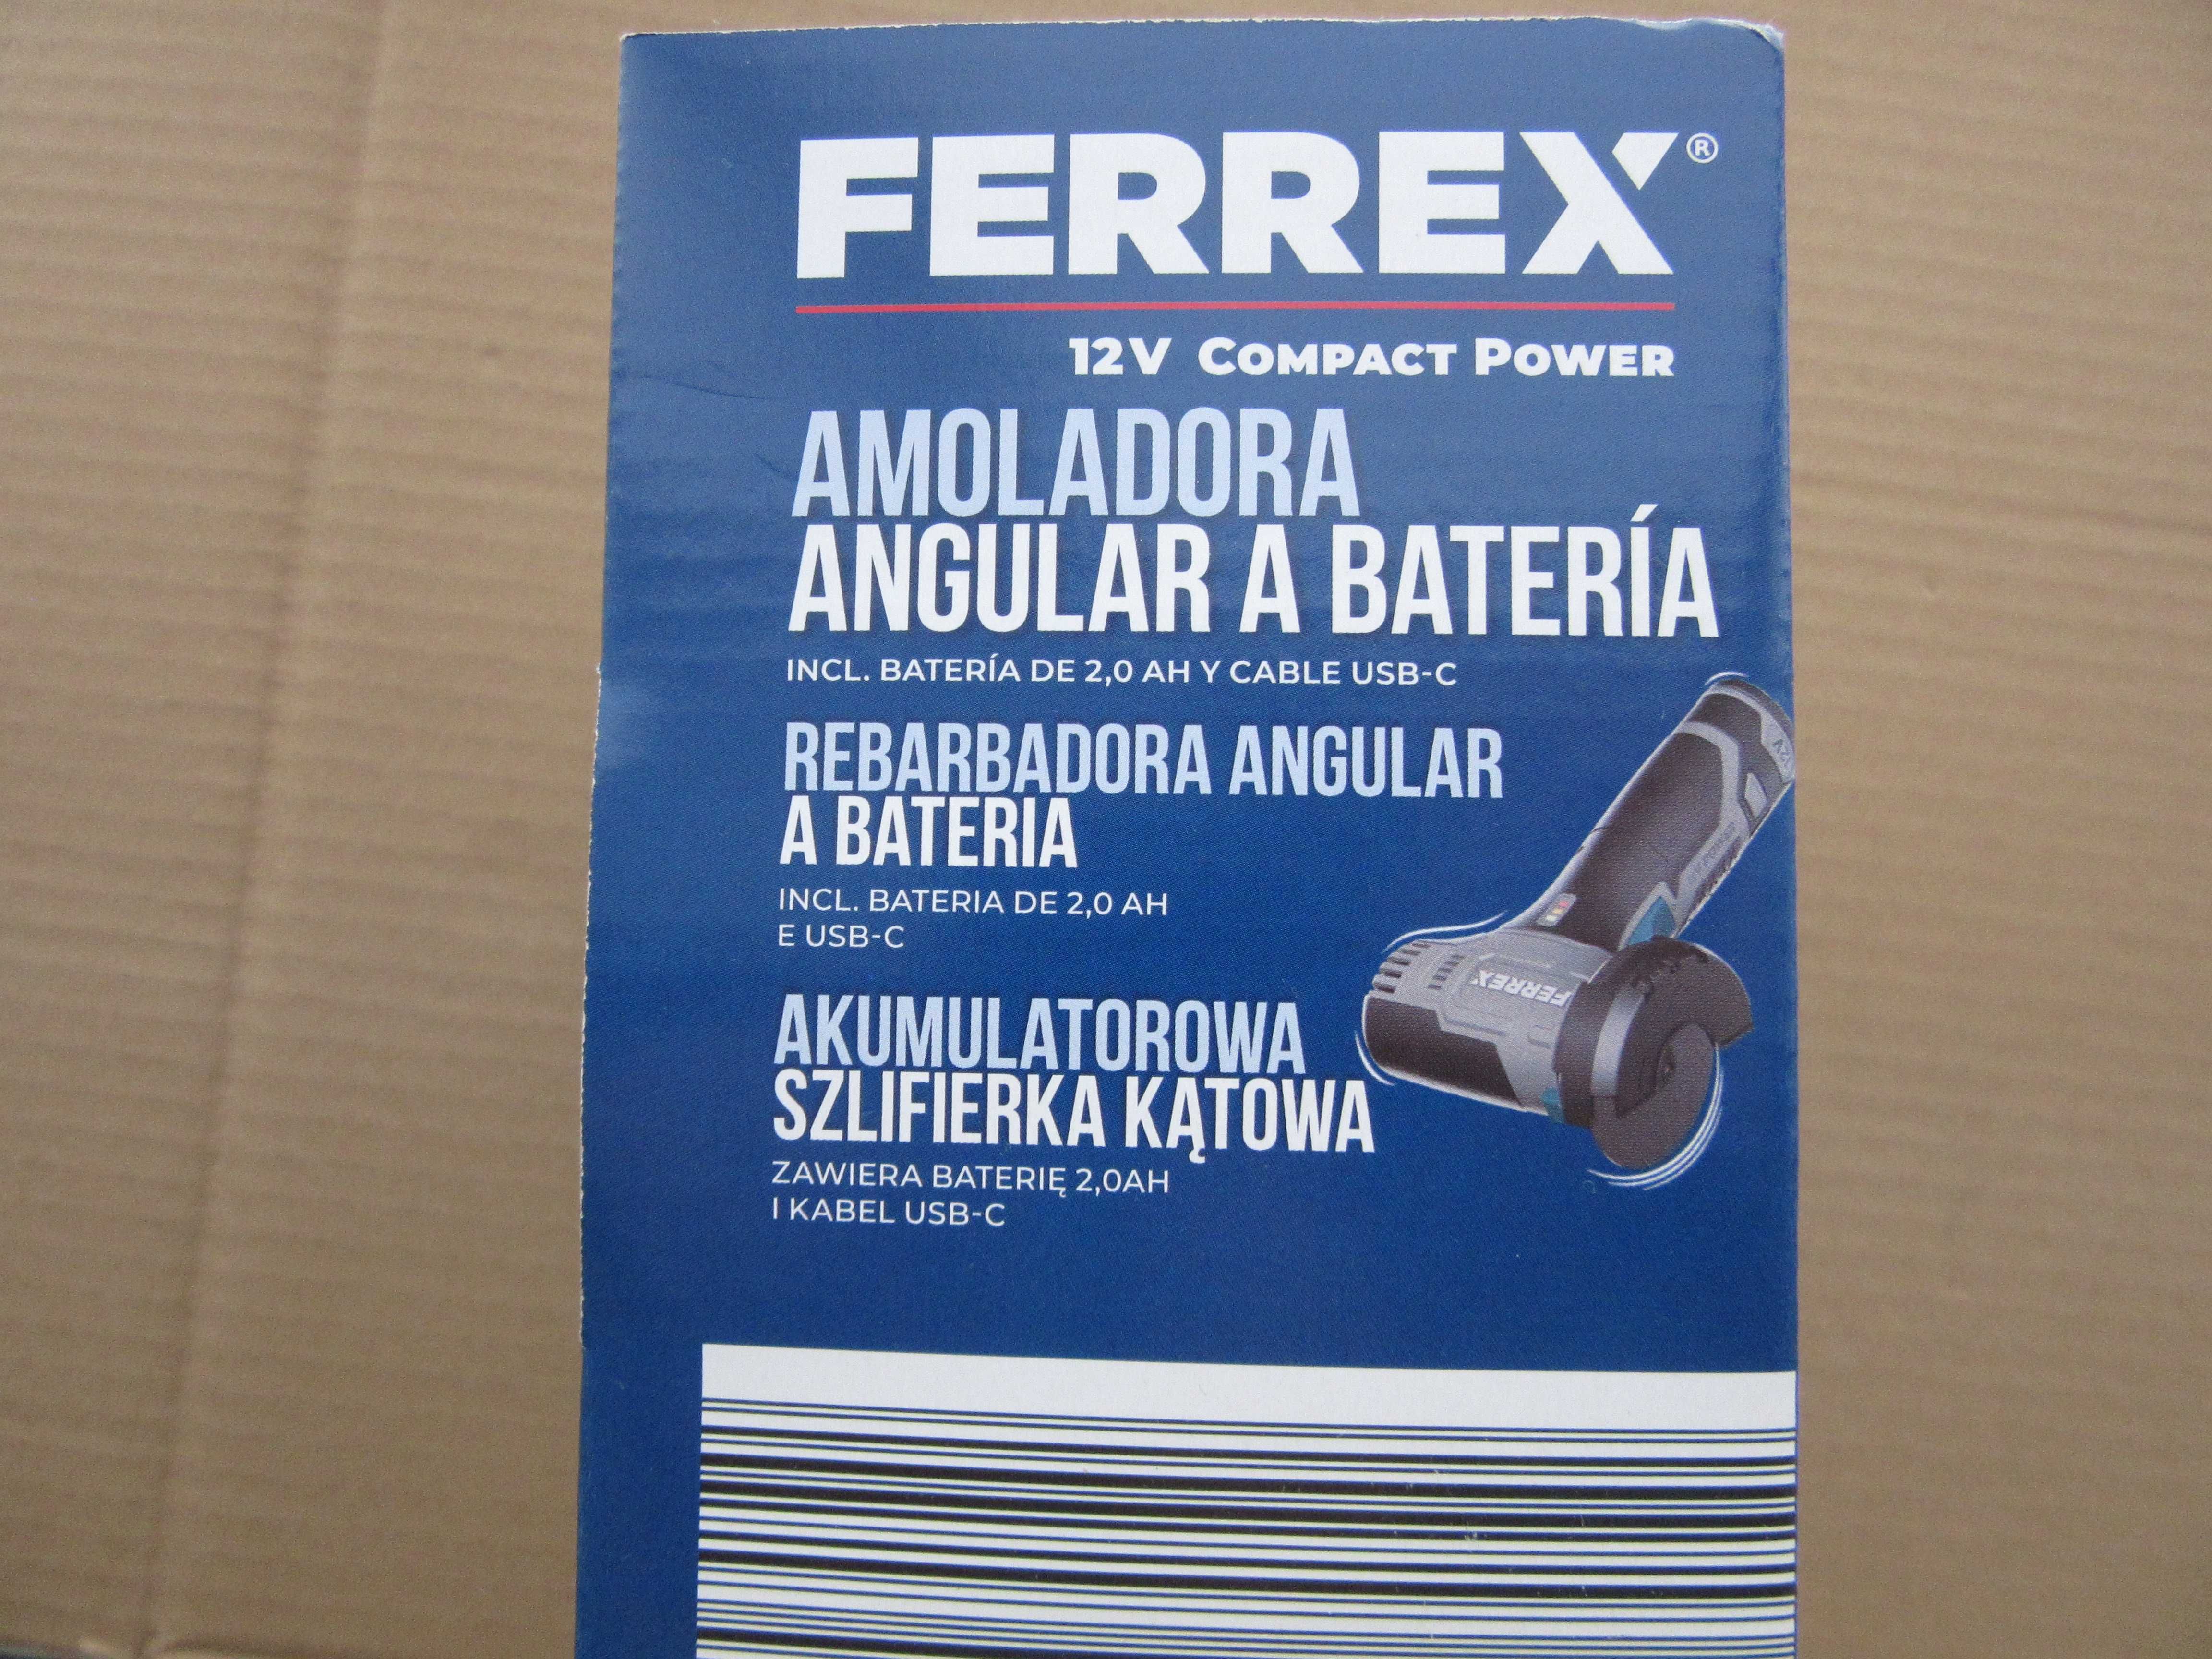 FERREX®
12V COMPACT POWER
AMOLADORA
ANGULAR A BATERÍA
INCL. BATERÍA DE 2,0 AH Y CABLE USB-C
REBARBADORA ANGULAR
A BATERIA
INCL. BATERIA DE 2,0 AH
E USB-C
AKUMULATOROWA
SZLIFIERKA KĄTOWA
ZAWIERA BATERIĘ 2,0AH
I KABEL USB-C
12V
FERREX